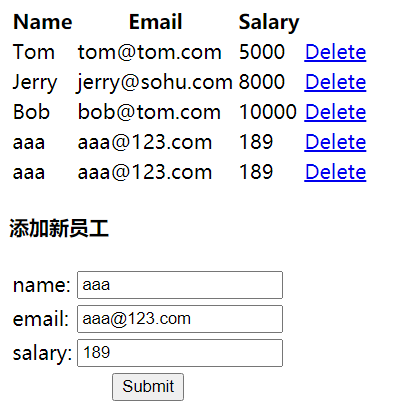 Name Email Salary
Tom tom@tom.com 5000 Delete
Jerry jerry@sohu.com 8000 Delete
Bob bob@tom.com 10000 Delete
aaa aaa@123.com 189 Delete
aaa aaa@123.com 189 Delete
添加新员工
name: aaa
email: aaa@123.com
salary: 189
Submit